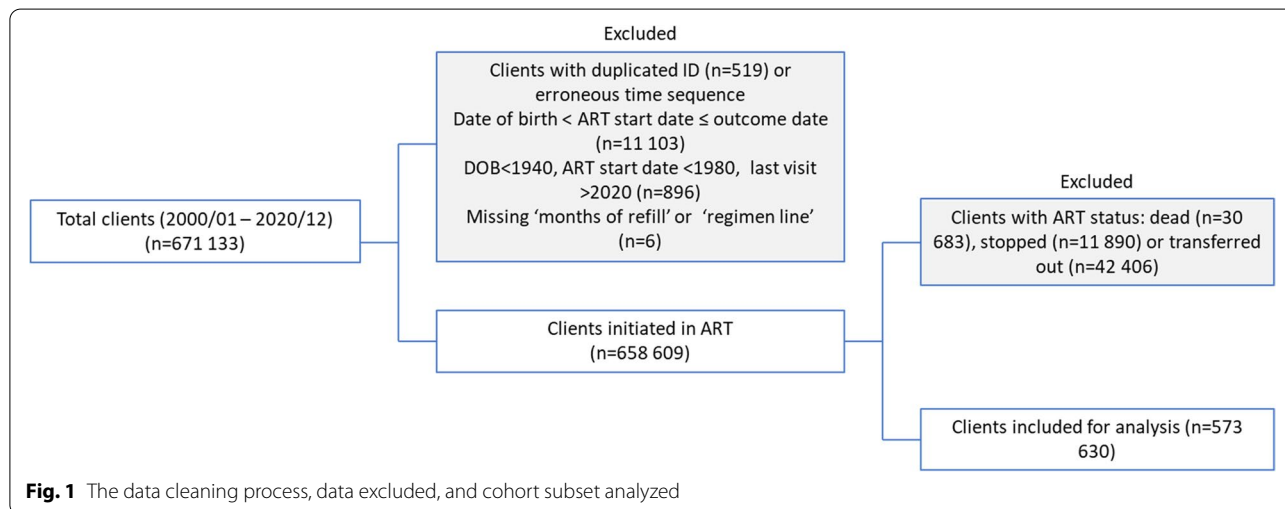 Excluded
Clients with duplicated ID (n=519) or
erroneous time sequence
Date of birth < ART start date ≤ outcome date
(n=11 103)
DOB<1940, ART start date <1980, last visit
>2020 (n=896)
Missing ‘months of refill’ or ‘regimen line’
(n=6)
Total clients (2000/01 – 2020/12)
(n=671 133)
Clients initiated in ART
(n=658 609)
Excluded
Clients with ART status: dead (n=30
683), stopped (n=11 890) or transferred
out (n=42 406)
Clients included for analysis (n=573
630)
Fig. 1 The data cleaning process, data excluded, and cohort subset analyzed